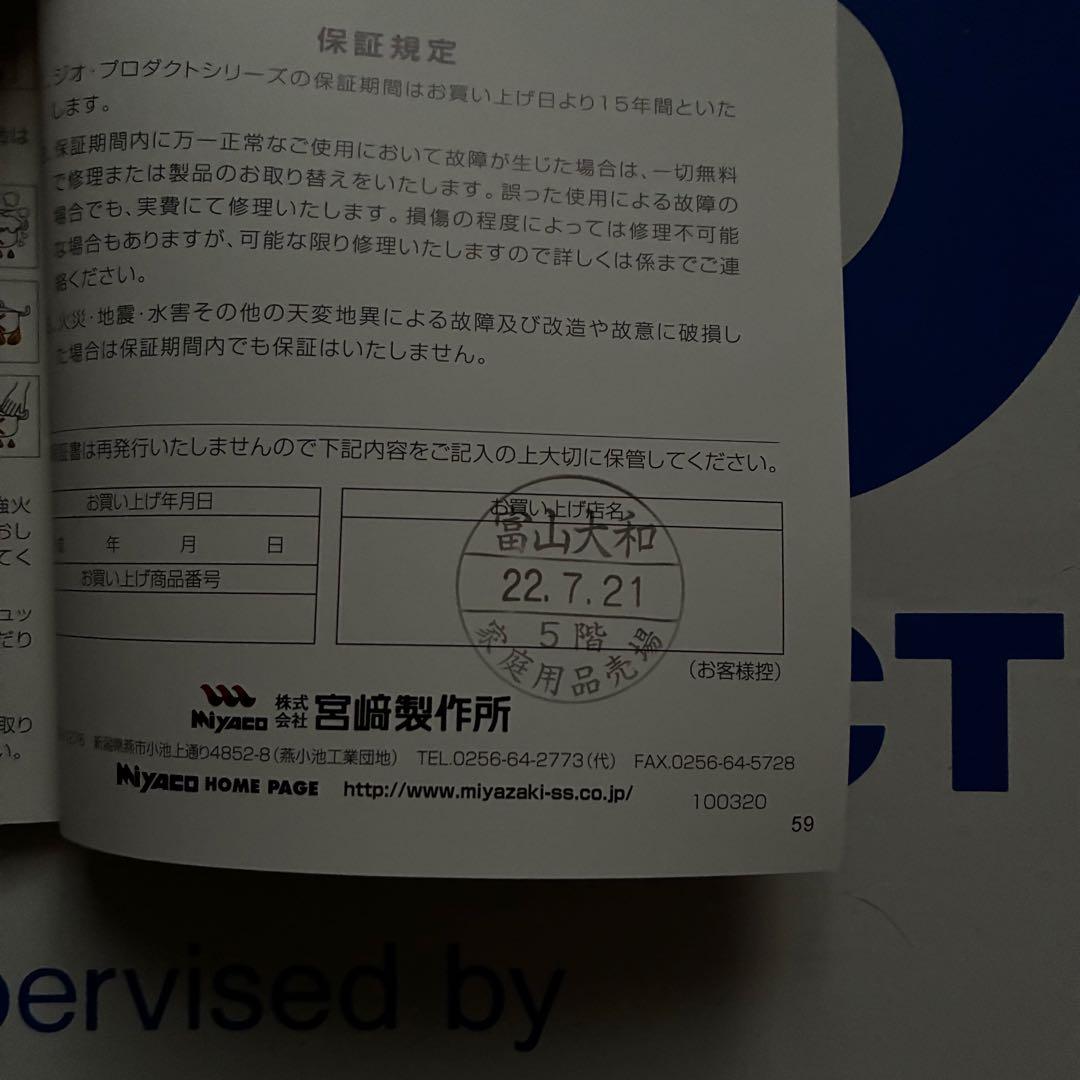 保証規定
ジオ・プロダクトシリーズの保証期間はお買い上げ日より15年間といた
します。
保証期間内に万一正常なご使用において故障が生じた場合は、一切無料
で修理または製品のお取り替えをいたします。誤った使用による故障の
場合でも、実費にて修理いたします。損傷の程度によっては修理不可能
な場合もありますが、可能な限り修理いたしますので詳しくは係までご連
絡ください。
火災・地震・水害その他の天変地異による故障及び改造や故意に破損し
た場合は保証期間内でも保証はいたしません。
証書は再発行いたしませんので下記内容をご記入の上大切に保管してください。
お買い上げ年月日
年 月 日
お買い上げ商品番号
お買い上げ店名
富山大和
22.7.21
5階
家庭用品売場
(お客様控)
Miyaco 株式会社 宮﨑製作所
新潟県燕市小池上通り4852-8(燕小池工業団地) TEL.0256-64-2773(代) FAX.0256-64-5728
Miyaco HOME PAGE http://www.miyazaki-ss.co.jp/
100320
59
強火
おし
てく
ュッ
だり
取り
い。
CT
pervised by